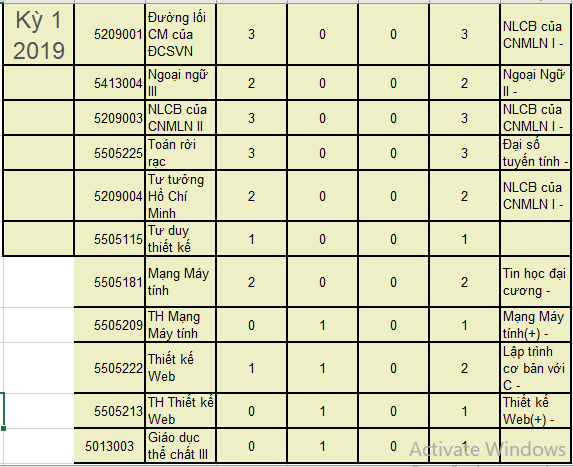 Kỳ 1
2019
5209001 Đường lối
CM của
ĐCSVN 3 0 0 3 NLCB của
CNMLN I -
5413004 Ngoại ngữ
III 2 0 0 2 Ngoại Ngữ
II -
5209003 NLCB của
CNMLN II 3 0 0 3 NLCB của
CNMLN I -
5505225 Toán rời
rạc 3 0 0 3 Đại số
tuyến tính -
5209004 Tư tưởng
Hồ Chí
Minh 2 0 0 2 NLCB của
CNMLN I -
5505115 Tư duy
thiết kế 1 0 0 1
5505181 Mạng Máy
tính 2 0 0 2 Tin học đại
cương -
5505209 TH Mạng
Máy tính 0 1 0 1 Mạng Máy
tính(+) -
5505222 Thiết kế
Web 1 1 0 2 Lập trình
cơ bản với
C -
5505213 TH Thiết kế
Web 0 1 0 1 Thiết kế
Web(+) -
5013003 Giáo dục
thể chất III 0 1 0 1
Activate Windows